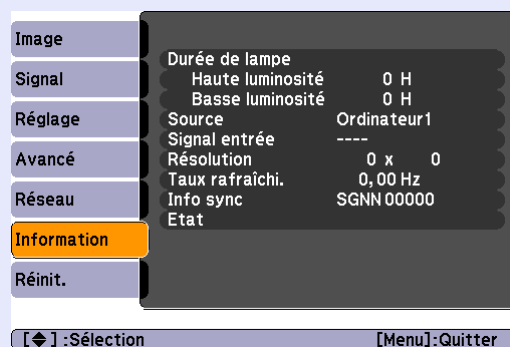 Image
Signal
Réglage
Avancé
Réseau
Information
Réinit.
Durée de lampe
Haute luminosité 0 H
Basse luminosité 0 H
Source Ordinateur1
Signal entrée ----
Résolution 0 x 0
Taux rafraîchi. 0,00 Hz
Info sync SGNN 00000
Etat
[◆] :Sélection [Menu]:Quitter